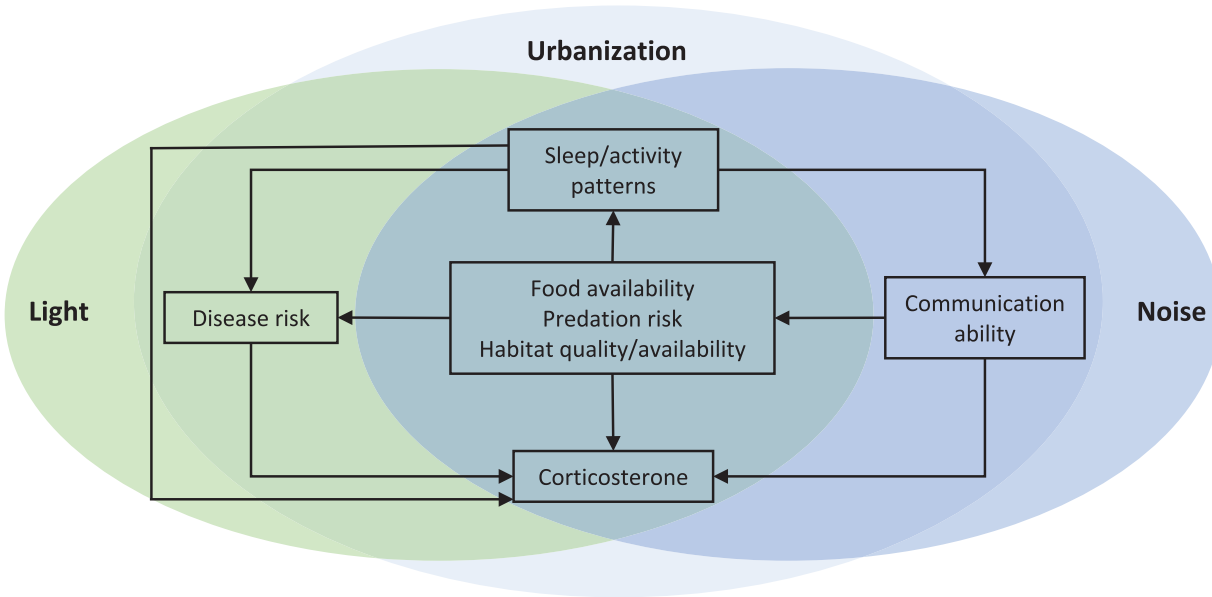 Urbanization
Sleep/activity
patterns
Light
Disease risk
Food availability
Predation risk
Habitat quality/availability
Communication
ability
Noise
Corticosterone